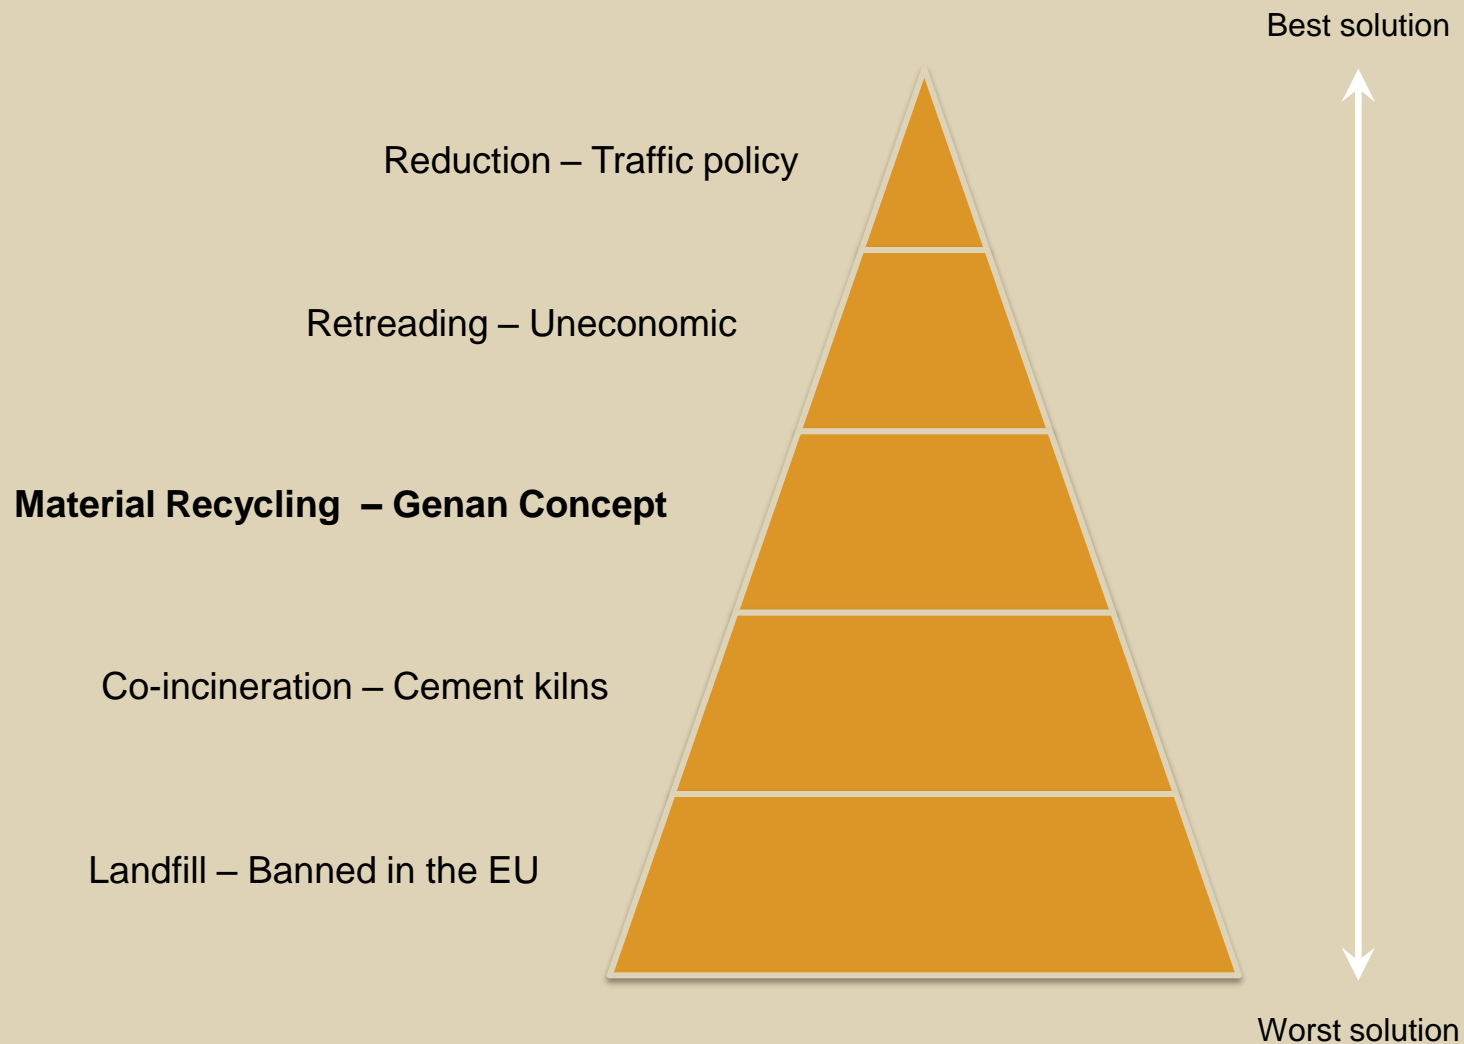 Best solution
Reduction – Traffic policy
Retreading – Uneconomic
Material Recycling  – Genan Concept
Co-incineration – Cement kilns
Landfill – Banned in the EU
Worst solution